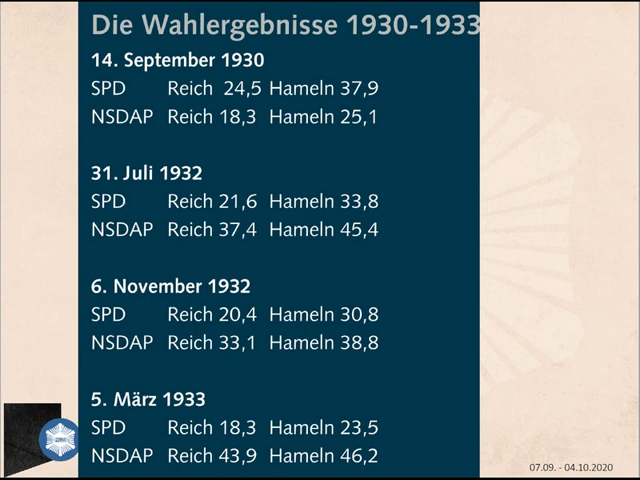 Die Wahlergebnisse 1930-1933
14. September 1930
SPD Reich 24,5 Hameln 37,9
NSDAP Reich 18,3 Hameln 25,1
31. Juli 1932
SPD Reich 21,6 Hameln 33,8
NSDAP Reich 37,4 Hameln 45,4
6. November 1932
SPD Reich 20,4 Hameln 30,8
NSDAP Reich 33,1 Hameln 38,8
5. März 1933
SPD Reich 18,3 Hameln 23,5
NSDAP Reich 43,9 Hameln 46,2
07.09. - 04.10.2020